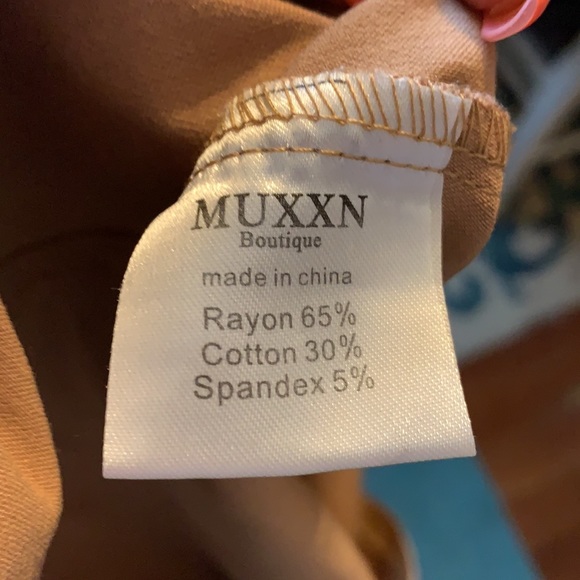 MUXXN
Boutique
made in china
Rayon 65%
Cotton 30%
Spandex 5%